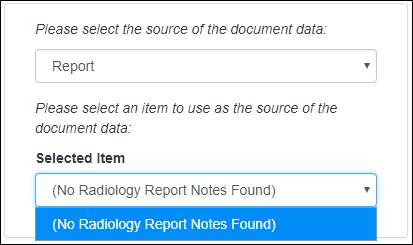 Please select the source of the document data:
Report
Please select an item to use as the source of the
document data:
Selected Item
(No Radiology Report Notes Found)
(No Radiology Report Notes Found)